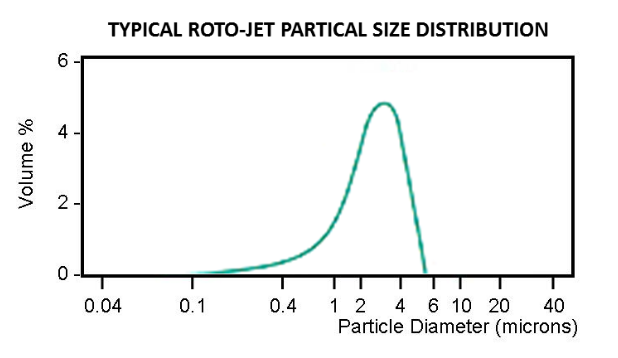 TYPICAL ROTO-JET PARTICAL SIZE DISTRIBUTION
6
4
2
0
Volume %
0.04 0.1 0.4 1 2 4 6 10 20 40
Particle Diameter (microns)